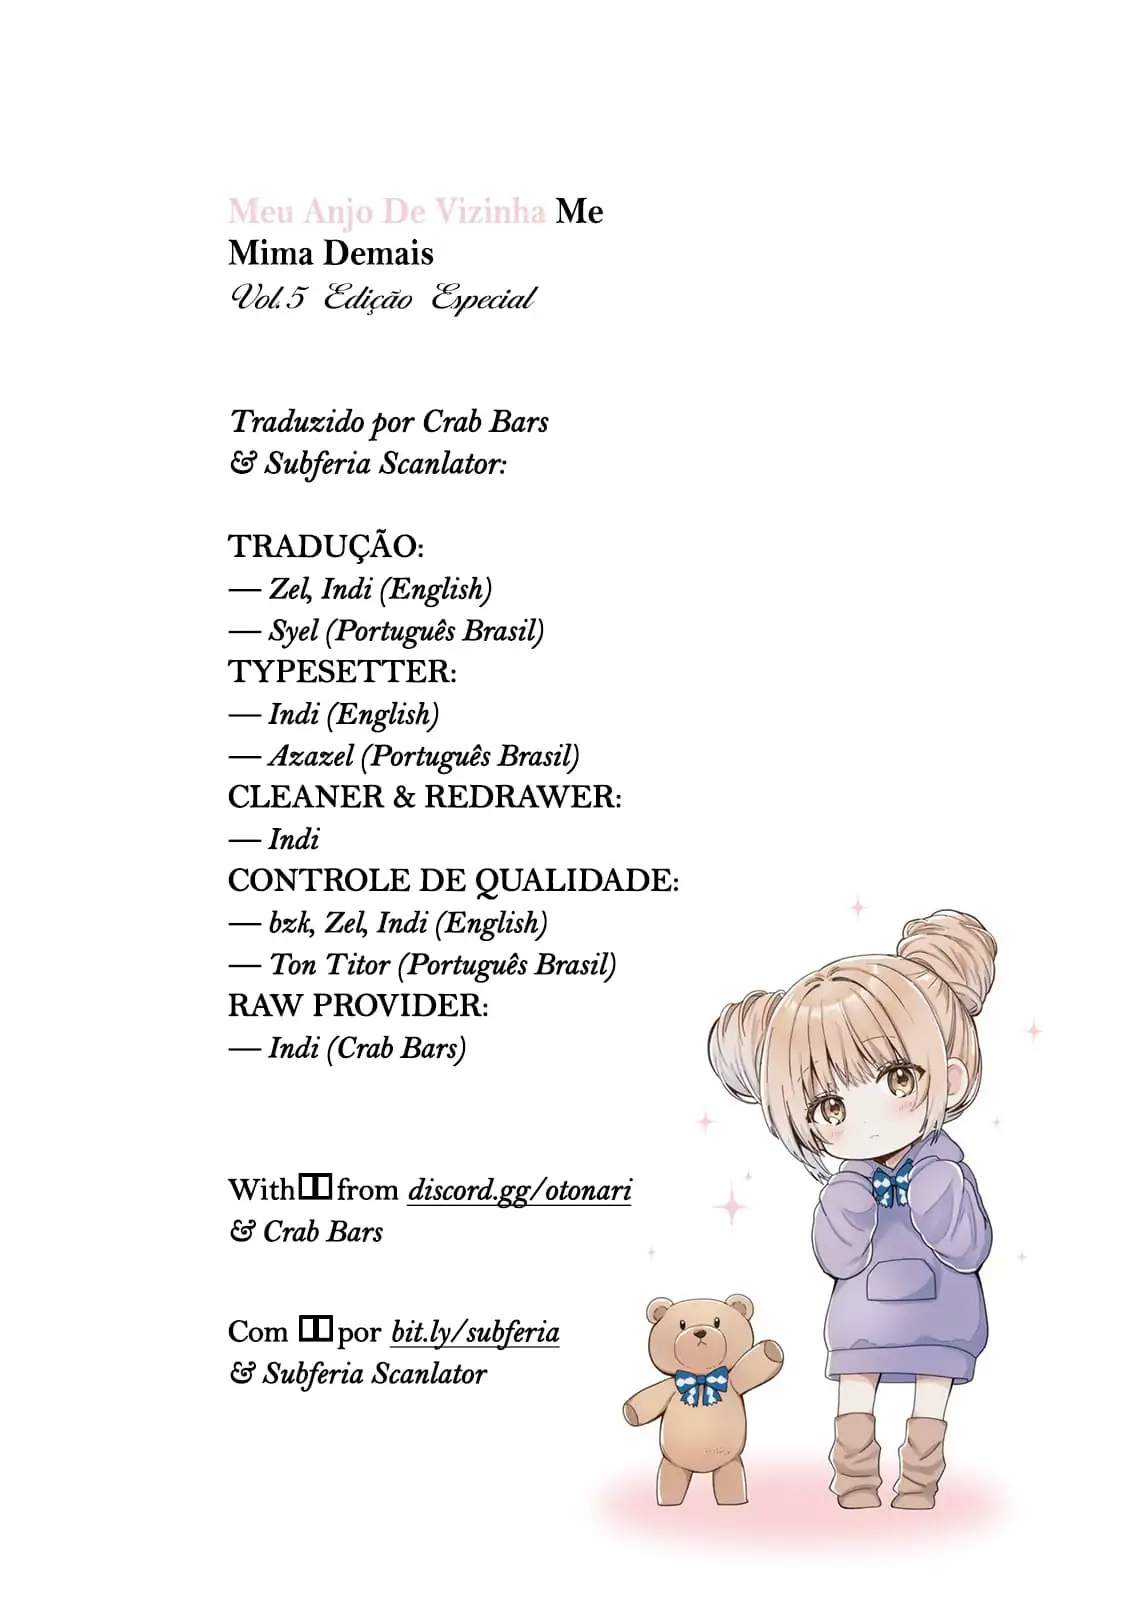 Meu Anjo De Vizinha Me
Mima Demais
Vol. 5 Edição Especial
Traduzido por Crab Bars
& Subferia Scanlator:
TRADUÇÃO:
— Zel, Indi (English)
— Syel (Português Brasil)
TYPESETTER:
— Indi (English)
— Azazel (Português Brasil)
CLEANER & REDRAWER:
— Indi
CONTROLE DE QUALIDADE:
— bzk, Zel, Indi (English)
— Ton Titor (Português Brasil)
RAW PROVIDER:
— Indi (Crab Bars)
With from discord.gg/otonari
& Crab Bars
Com por bit.ly/subferia
& Subferia Scanlator